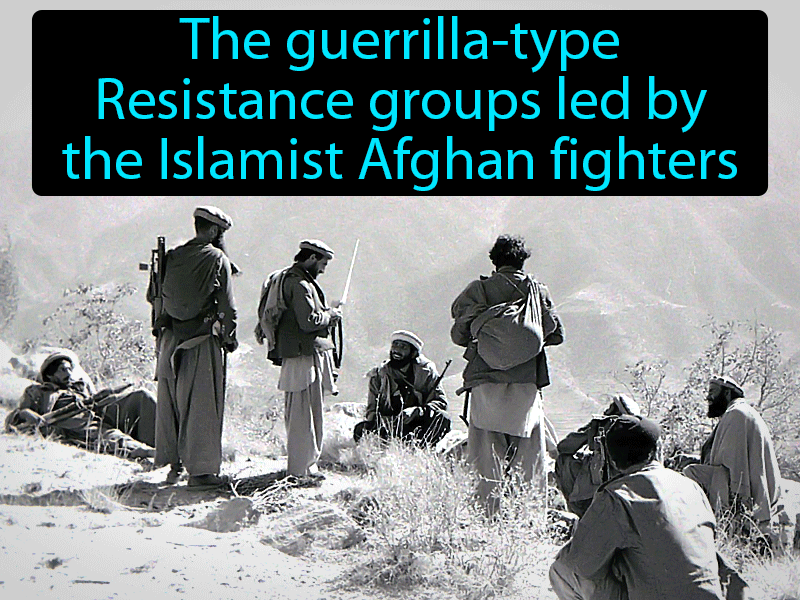 The guerrilla-type
Resistance groups led by
the Islamist Afghan fighters